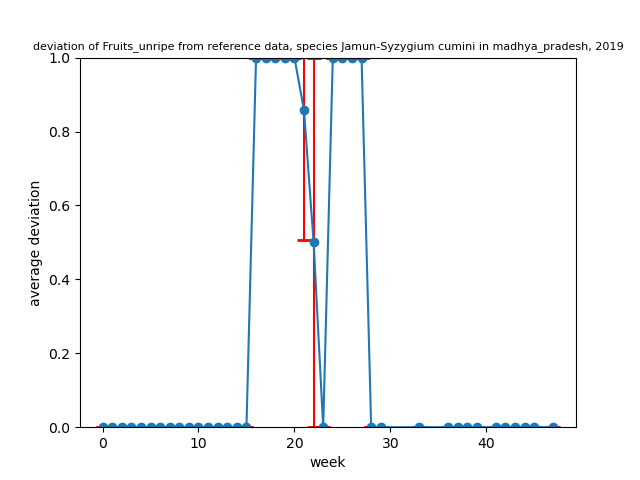 deviation of Fruits_unripe from reference data, species Jamun-Syzygium cumini in madhya_pradesh, 2019
1.0
0.8
0.6
0.4
0.2
0.0
average deviation
0 10 20 30 40
week